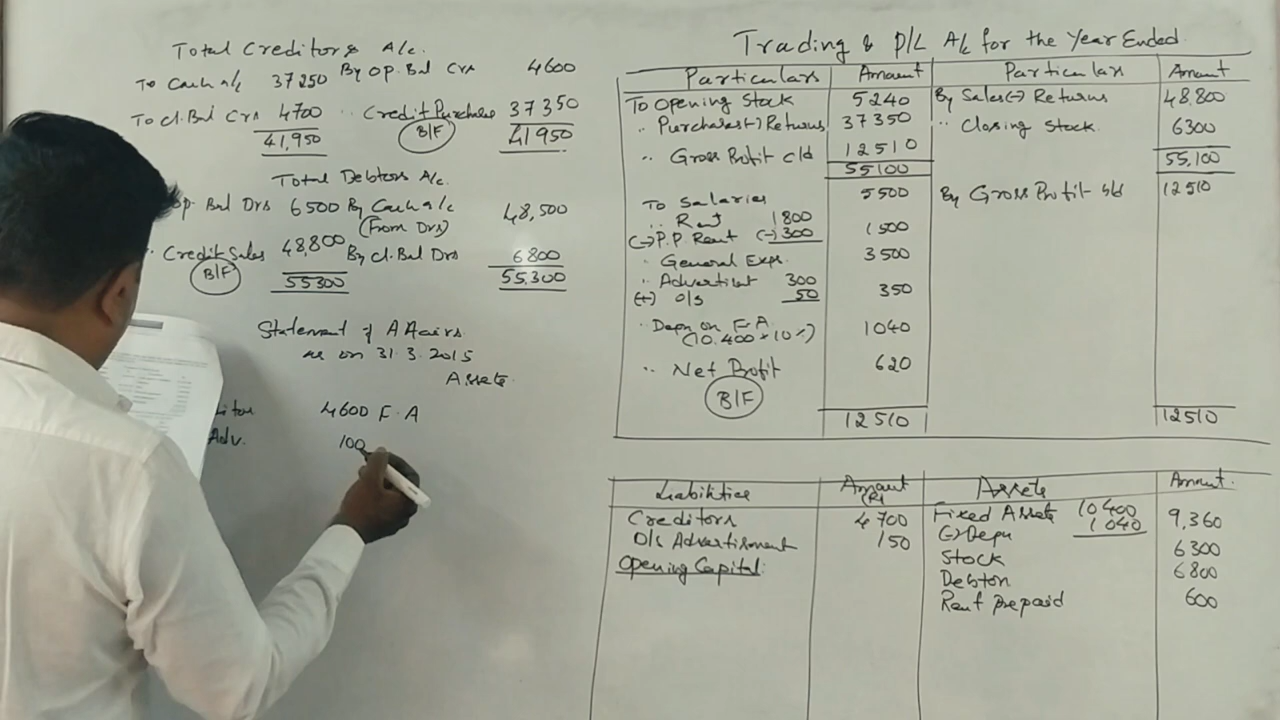 Total Creditors A/c.
To Cash a/c 37250 By Op. Bal Crs 4600
To Cl. Bal Crs 4700 " Credit Purchase 37350
B/F
41,950 41950
Total Debtors A/c.
Op. Bal Drs 6500 By Cash a/c 48,500
(From Drs)
" Credit Sales 48,800 By Cl. Bal Drs 6800
B/F
55300 55,300
Statement of AAairs
as on 31.3.2015
Assets
4600 F.A
Adv. 100
Trading & P/L A/c for the Year Ended
Particulars Amount Particulars Amount
To Opening Stock 5240 By Sales(-) Returns 48,800
" Purchases(-) Returns 37350 " Closing Stock. 6300
" Gross Profit c/d 12510
55100 55,100
To Salaries 5500 By Gross Profit b/d 12510
" Rent 1800
(-) P.P Rent (-) 300 1500
" General Exp. 3500
" Advertisement 300
(+) o/s 50 350
" Depn on F.A 1040
(10,400 x 10%)
" Net Profit 620
B/F
12510 12510
Liabilities Amount Assets Amount.
(R)
Creditors 4700 Fixed Assets 10400
O/s Advertisment 150 (-) Depn 1040 9,360
Opening Capital: Stock 6300
Debtors 6800
Rent prepaid 600